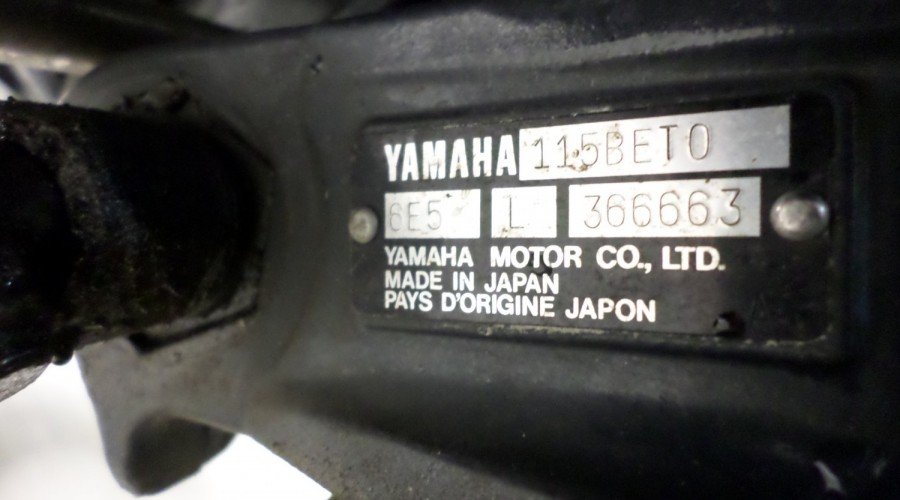 YAMAHA 115BETO
6E5 L 366663
YAMAHA MOTOR CO., LTD.
MADE IN JAPAN
PAYS D'ORIGINE JAPON